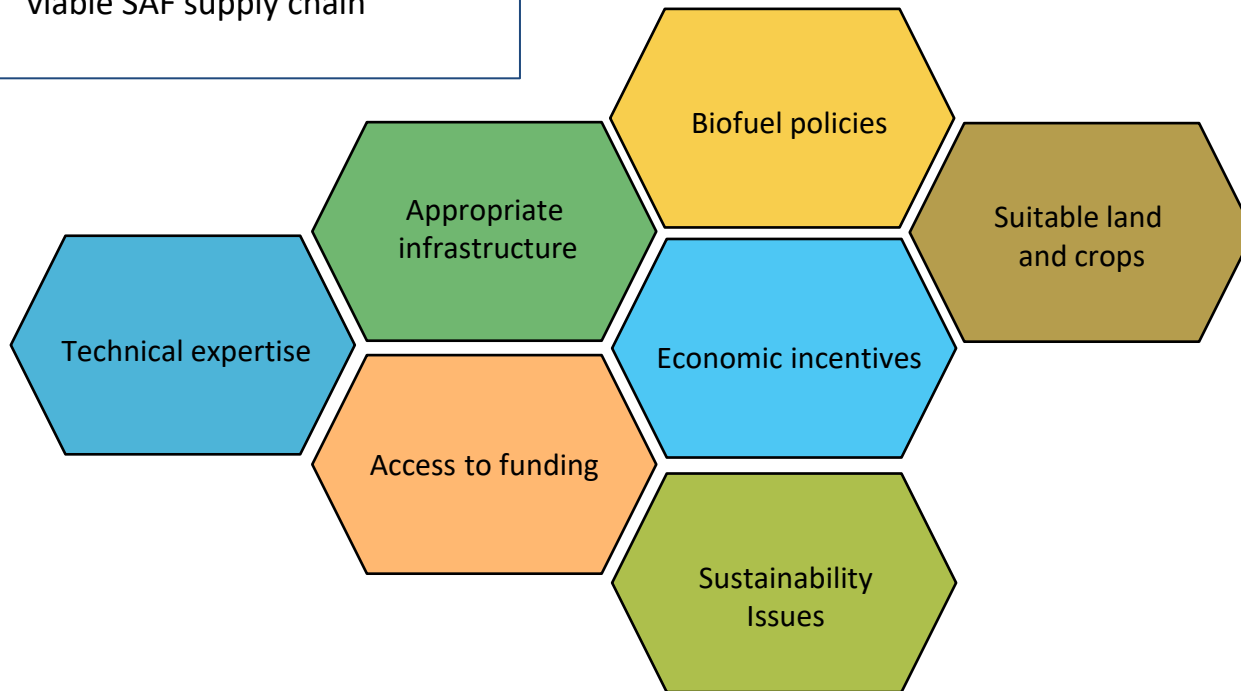 viable SAF supply chain
Biofuel policies
Appropriate
infrastructure
Suitable land
and crops
Technical expertise
Economic incentives
Access to funding
Sustainability
Issues